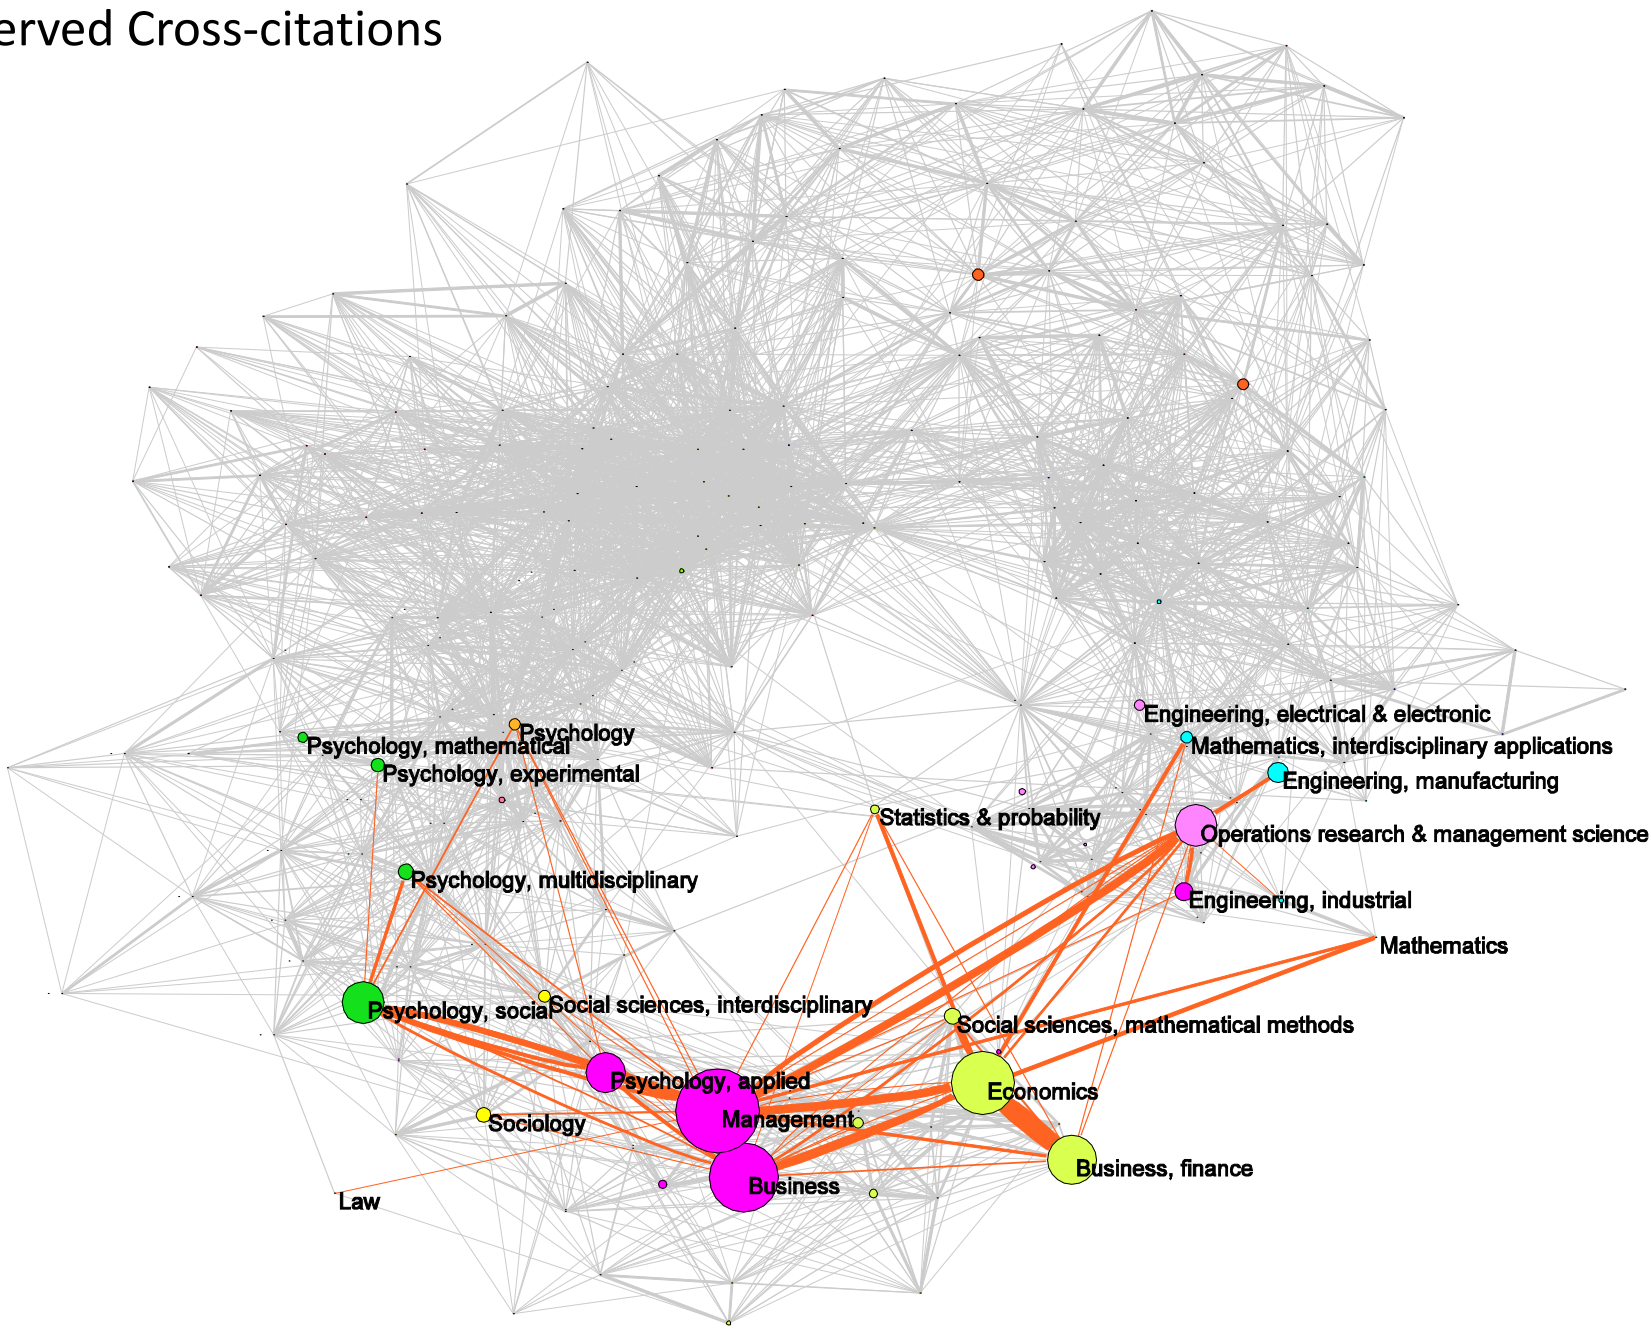 erved Cross-citations
Engineering, electrical & electronic
Psychology
Psychology, mathematical
Mathematics, interdisciplinary applications
Psychology, experimental
Engineering, manufacturing
Statistics & probability
Operations research & management science
Psychology, multidisciplinary
Engineering, industrial
Mathematics
Social sciences, interdisciplinary
Psychology, social
Social sciences, mathematical methods
Psychology, applied
Economics
Management
Sociology
Business, finance
Business
Law